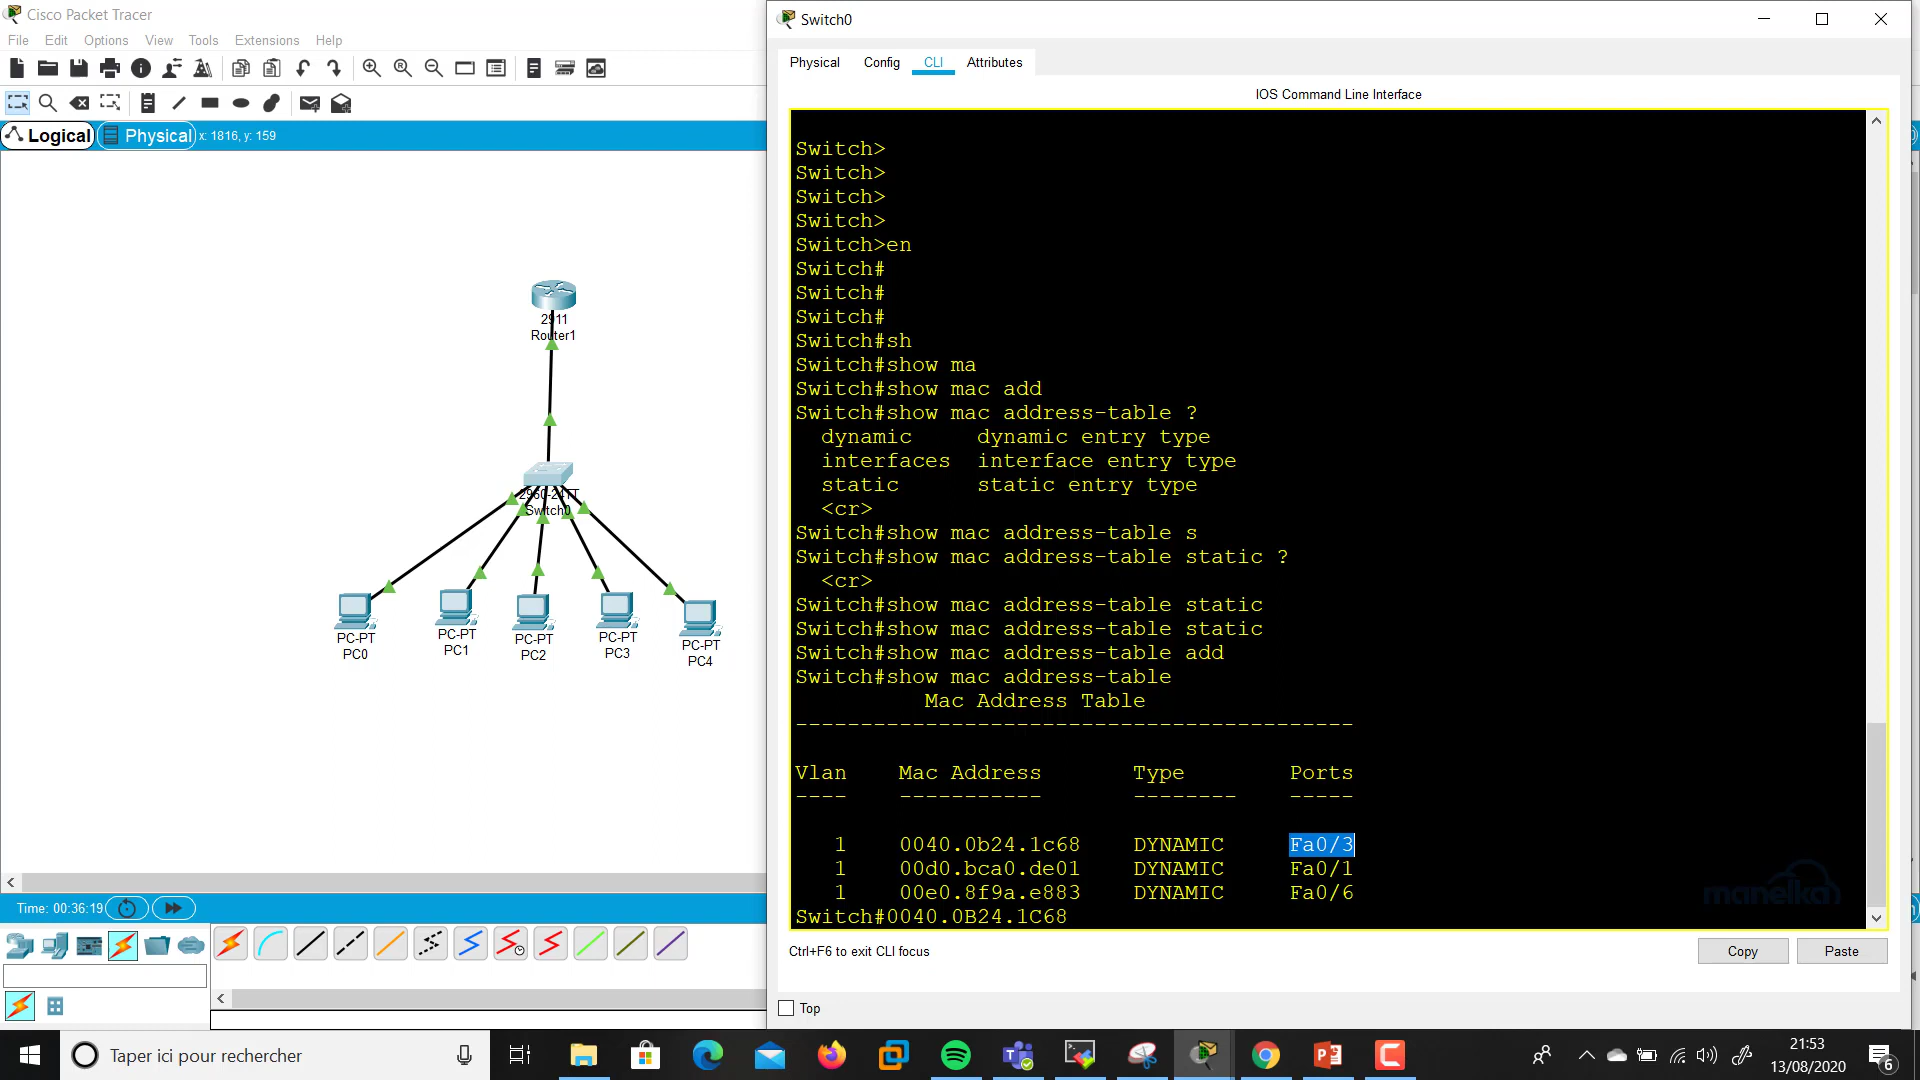 Cisco Packet Tracer
File Edit Options View Tools Extensions Help
Logical Physical x: 1816, y: 159
2911
Router1
2960-24TT
Switch0
PC-PT
PC0
PC-PT
PC1
PC-PT
PC2
PC-PT
PC3
PC-PT
PC4
Time: 00:36:19
Switch0
Physical Config CLI Attributes
IOS Command Line Interface
Switch>
Switch>
Switch>
Switch>
Switch>en
Switch#
Switch#
Switch#
Switch#sh
Switch#show ma
Switch#show mac add
Switch#show mac address-table ?
dynamic dynamic entry type
interfaces interface entry type
static static entry type
<cr>
Switch#show mac address-table s
Switch#show mac address-table static ?
<cr>
Switch#show mac address-table static
Switch#show mac address-table static
Switch#show mac address-table add
Switch#show mac address-table
Mac Address Table
-------------------------------------------
Vlan Mac Address Type Ports
---- ----------- -------- -----
1 0040.0b24.1c68 DYNAMIC Fa0/3
1 00d0.bca0.de01 DYNAMIC Fa0/1
1 00e0.8f9a.e883 DYNAMIC Fa0/6
Switch#0040.0B24.1C68
manelka
Ctrl+F6 to exit CLI focus
Copy Paste
Top
Taper ici pour rechercher
21:53
13/08/2020
6